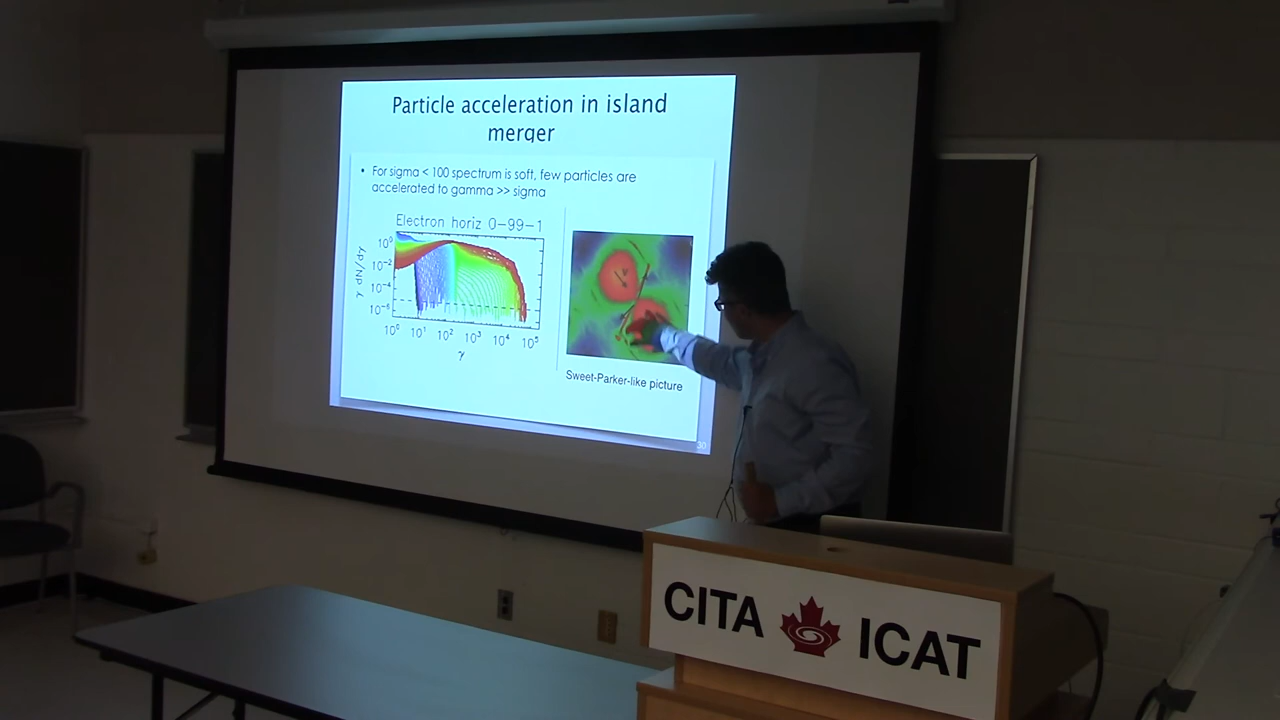 Particle acceleration in island
merger
• For sigma < 100 spectrum is soft, few particles are
accelerated to gamma >> sigma
Electron horiz 0-99-1
γ dN/dγ
10⁰
10⁻²
10⁻⁴
10⁻⁶
10⁰ 10¹ 10² 10³ 10⁴ 10⁵
γ
Sweet-Parker-like picture
30
CITA ICAT